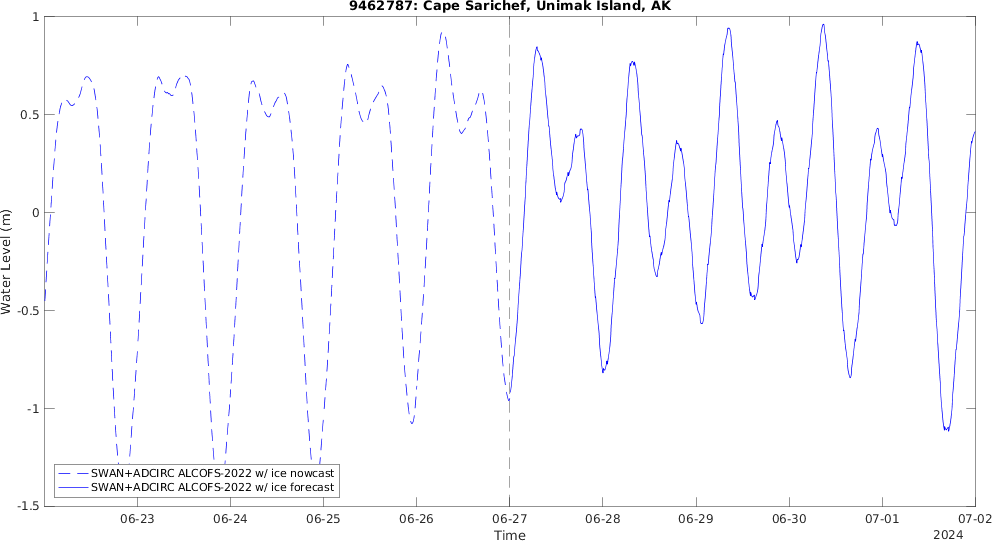 9462787: Cape Sarichef, Unimak Island, AK
1
0.5
0
-0.5
-1
-1.5
Water Level (m)
SWAN+ADCIRC ALCOFS-2022 w/ ice nowcast
SWAN+ADCIRC ALCOFS-2022 w/ ice forecast
06-23 06-24 06-25 06-26 06-27 06-28 06-29 06-30 07-01 07-02
Time
2024